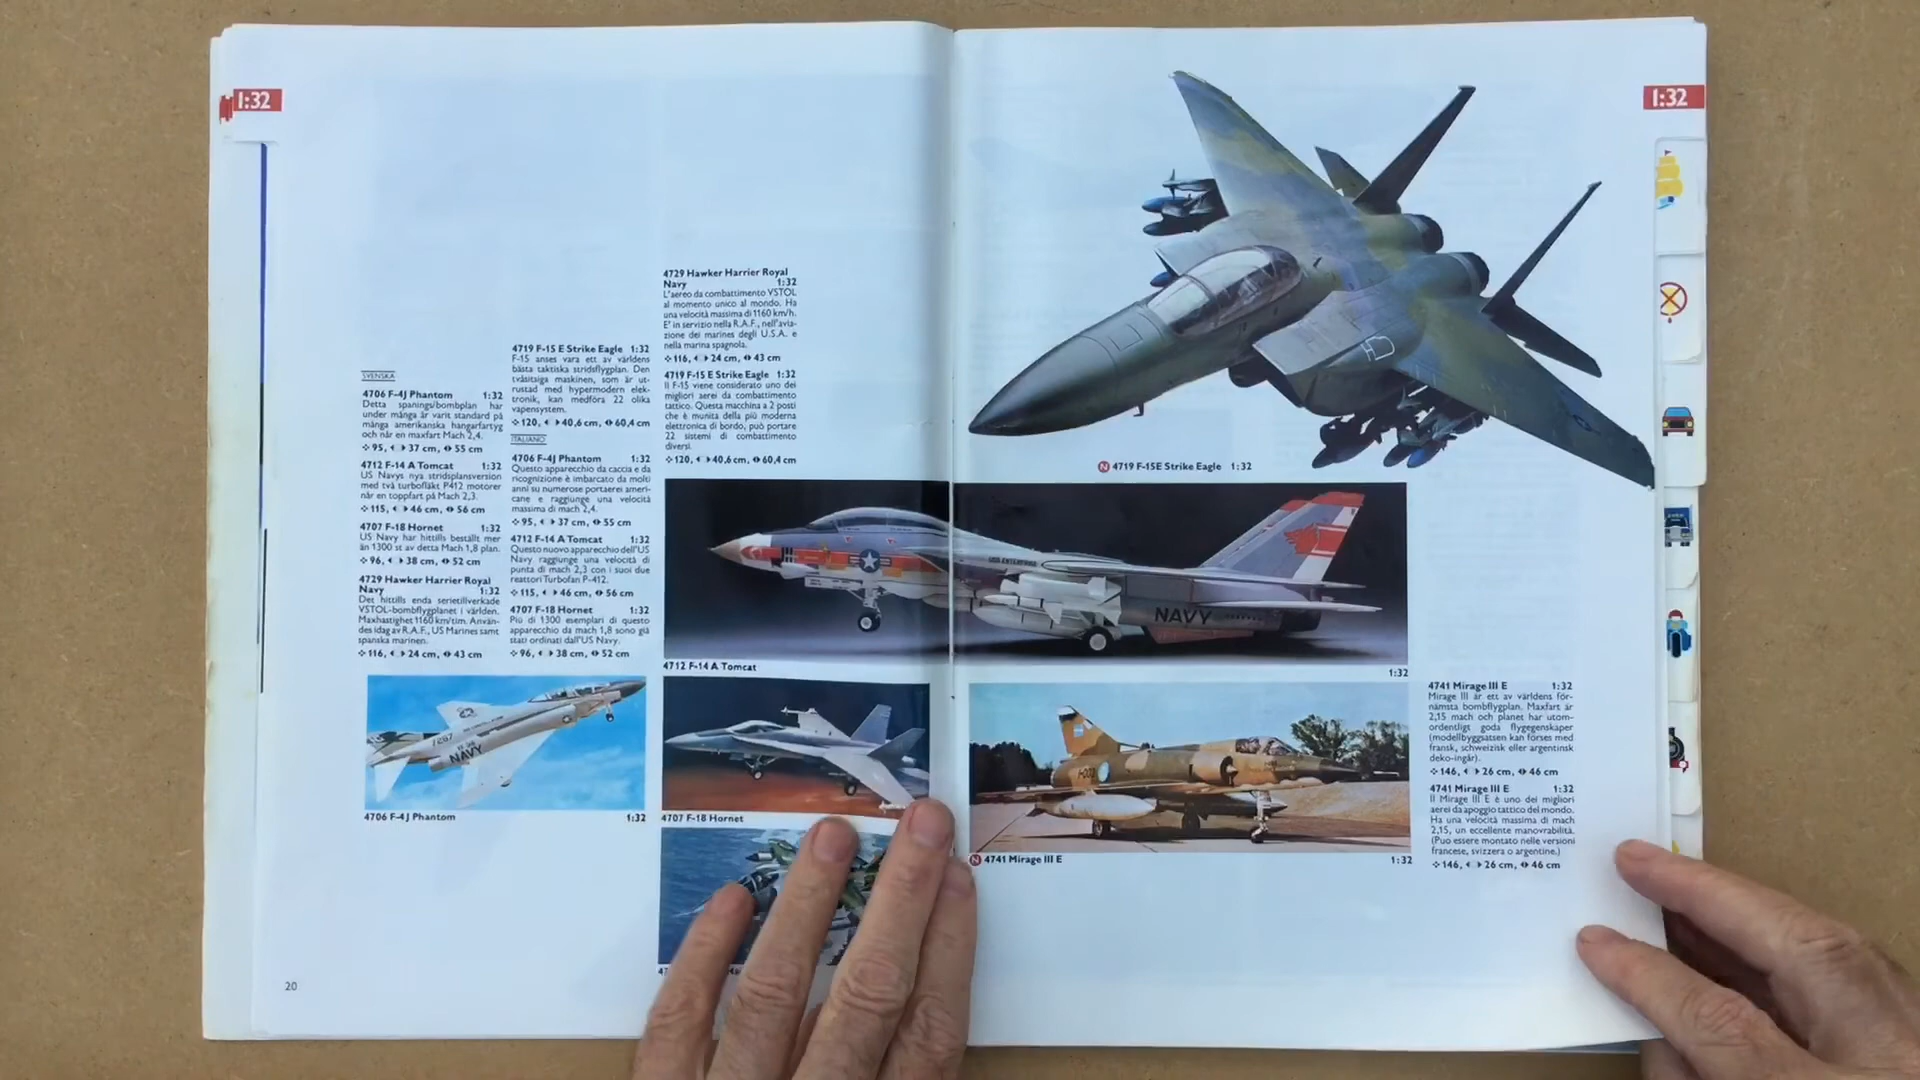 1:32
SVENSKA
4706 F-4J Phantom 1:32
Detta spanings/bombplan har
under många år varit standard på
många amerikanska hangarfartyg
och når en maxfart Mach 2,4.
95, 37 cm, 55 cm
4712 F-14 A Tomcat 1:32
US Navys nya stridsplansversion
med två turbofläkt P412 motorer
når en toppfart på Mach 2,3.
115, 46 cm, 56 cm
4707 F-18 Hornet 1:32
US Navy har hittills beställt mer
än 1300 st av detta Mach 1,8 plan.
96, 38 cm, 52 cm
4729 Hawker Harrier Royal
Navy 1:32
Det hittills enda serietillverkade
VSTOL-bombflygplanet i världen.
Maxhastighet 1160 km/tim. Använ-
des idag av R.A.F., US Marines samt
spanska marinen.
116, 24 cm, 43 cm
4719 F-15 E Strike Eagle 1:32
F-15 anses vara ett av världens
bästa taktiska stridsflygplan. Den
tvåsitsiga maskinen, som är ut-
rustad med hypermodern elek-
tronik, kan medföra 22 olika
vapensystem.
120, 40,6 cm, 60,4 cm
ITALIANO
4706 F-4J Phantom 1:32
Questo apparecchio da caccia e da
ricognizione è imbarcato da molti
anni su numerose portaerei ameri-
cane e raggiunge una velocità
massima di mach 2,4.
95, 37 cm, 55 cm
4712 F-14 A Tomcat 1:32
Questo nuovo apparecchio dell'US
Navy raggiunge una velocità di
punta di mach 2,3 con i suoi due
reattori Turbofan P-412.
115, 46 cm, 56 cm
4707 F-18 Hornet 1:32
Più di 1300 esemplari di questo
apparecchio da mach 1,8 sono già
stati ordinati dall'US Navy.
96, 38 cm, 52 cm
4729 Hawker Harrier Royal
Navy 1:32
L'aereo da combattimento VSTOL
al momento unico al mondo. Ha
una velocità massima di 1160 km/h.
E' in servizio nella R.A.F., nell'avia-
zione dei marines degli U.S.A. e
nella marina spagnola.
116, 24 cm, 43 cm
4719 F-15 E Strike Eagle 1:32
Il F-15 viene considerato uno dei
migliori aerei da combattimento
tattico. Questa macchina a 2 posti
che è munita della più moderna
elettronica di bordo, può portare
22 sistemi di combattimento
diversi.
120, 40,6 cm, 60,4 cm
NAVY
4712 F-14 A Tomcat 1:32
NAVY
4706 F-4J Phantom 1:32
4707 F-18 Hornet
20
1:32
N 4719 F-15E Strike Eagle 1:32
N 4741 Mirage III E 1:32
4741 Mirage III E 1:32
Mirage III är ett av världens för-
nämsta bombflygplan. Maxfart är
2,15 mach och planet har utom-
ordentligt goda flygegenskaper
(modellbyggsatsen kan förses med
fransk, schweizisk eller argentinsk
deko-ingår).
146, 26 cm, 46 cm
4741 Mirage III E 1:32
Il Mirage III E è uno dei migliori
aerei da apoggio tattico del mondo.
Ha una velocità massima di mach
2,15, un eccellente manovrabilità.
(Puo essere montato nelle versioni
francese, svizzera o argentine.)
146, 26 cm, 46 cm